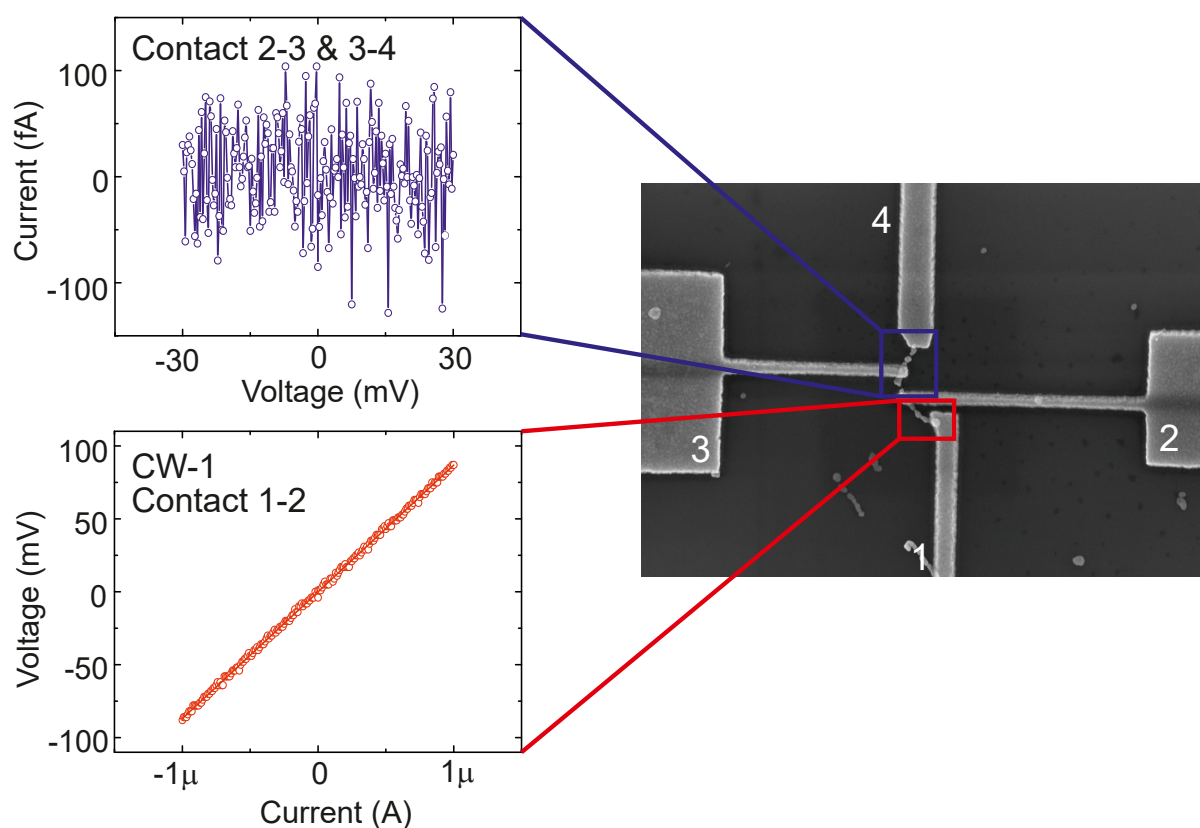 Contact 2-3 & 3-4
100
0
-100
Current (fA)
-30
0
30
Voltage (mV)
CW-1
Contact 1-2
100
50
0
-50
-100
Voltage (mV)
-1μ
0
1μ
Current (A)
4
3
2
1